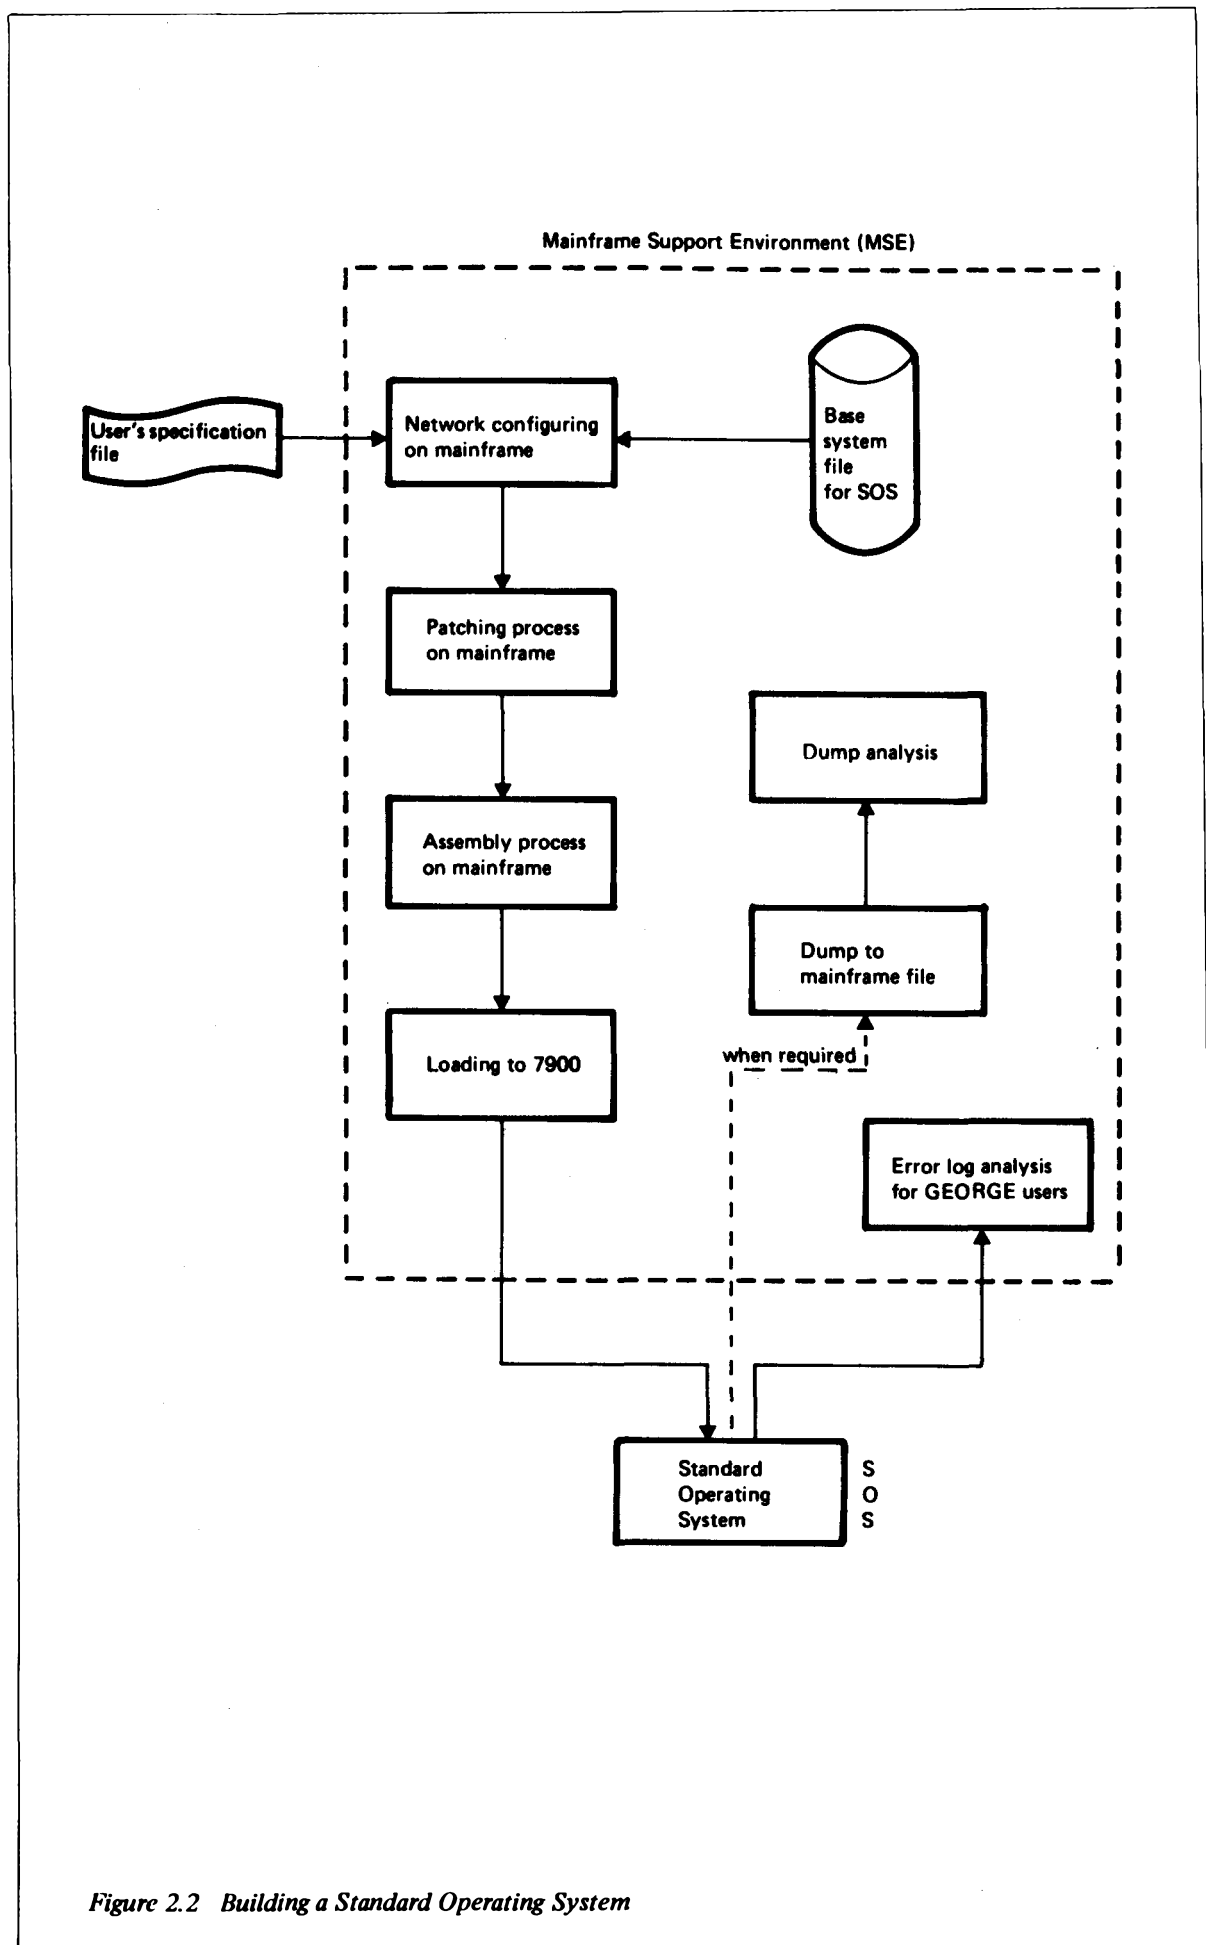 Mainframe Support Environment (MSE)
User's specification
file
Network configuring
on mainframe
Base
system
file
for SOS
Patching process
on mainframe
Dump analysis
Assembly process
on mainframe
Dump to
mainframe file
when required
Loading to 7900
Error log analysis
for GEORGE users
Standard
Operating
System
S
O
S
Figure 2.2 Building a Standard Operating System